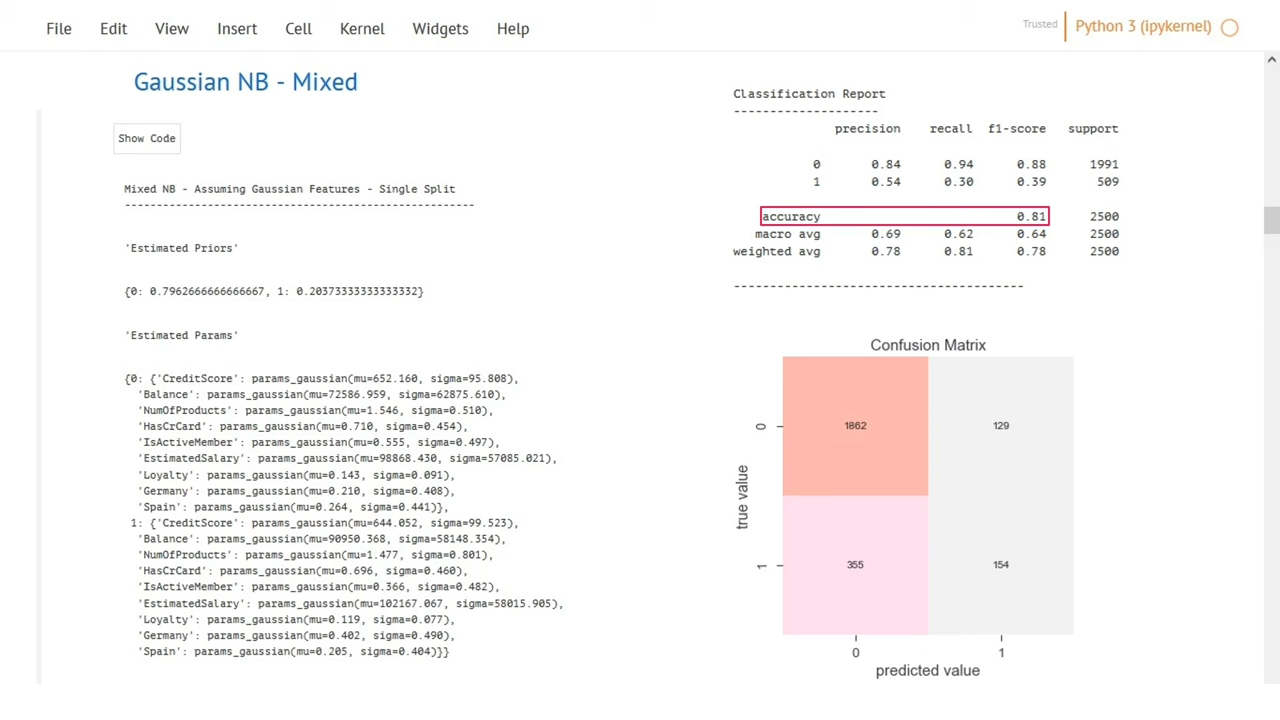 File Edit View Insert Cell Kernel Widgets Help
Trusted Python 3 (ipykernel)
Gaussian NB - Mixed
Show Code
Mixed NB - Assuming Gaussian Features - Single Split
-------------------------------------------------------
'Estimated Priors'
{0: 0.7962666666666667, 1: 0.20373333333333332}
'Estimated Params'
{0: {'CreditScore': params_gaussian(mu=652.160, sigma=95.808),
'Balance': params_gaussian(mu=72586.959, sigma=62875.610),
'NumOfProducts': params_gaussian(mu=1.546, sigma=0.510),
'HasCrCard': params_gaussian(mu=0.710, sigma=0.454),
'IsActiveMember': params_gaussian(mu=0.555, sigma=0.497),
'EstimatedSalary': params_gaussian(mu=98868.430, sigma=57085.021),
'Loyalty': params_gaussian(mu=0.143, sigma=0.091),
'Germany': params_gaussian(mu=0.210, sigma=0.408),
'Spain': params_gaussian(mu=0.264, sigma=0.441)},
1: {'CreditScore': params_gaussian(mu=644.052, sigma=99.523),
'Balance': params_gaussian(mu=90950.368, sigma=58148.354),
'NumOfProducts': params_gaussian(mu=1.477, sigma=0.801),
'HasCrCard': params_gaussian(mu=0.696, sigma=0.460),
'IsActiveMember': params_gaussian(mu=0.366, sigma=0.482),
'EstimatedSalary': params_gaussian(mu=102167.067, sigma=58015.905),
'Loyalty': params_gaussian(mu=0.119, sigma=0.077),
'Germany': params_gaussian(mu=0.402, sigma=0.490),
'Spain': params_gaussian(mu=0.205, sigma=0.404)}}
Classification Report
--------------------
precision recall f1-score support
0 0.84 0.94 0.88 1991
1 0.54 0.30 0.39 509
accuracy 0.81 2500
macro avg 0.69 0.62 0.64 2500
weighted avg 0.78 0.81 0.78 2500
----------------------------------------
Confusion Matrix
0 1862 129
true value
1 355 154
0 1
predicted value